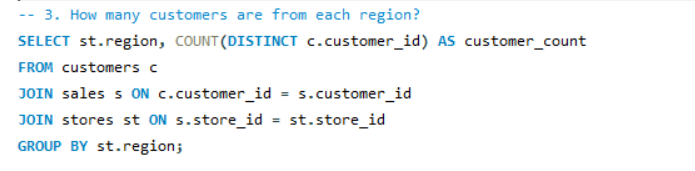 -- 3. How many customers are from each region?
SELECT st.region, COUNT(DISTINCT c.customer_id) AS customer_count
FROM customers c
JOIN sales s ON c.customer_id = s.customer_id
JOIN stores st ON s.store_id = st.store_id
GROUP BY st.region;